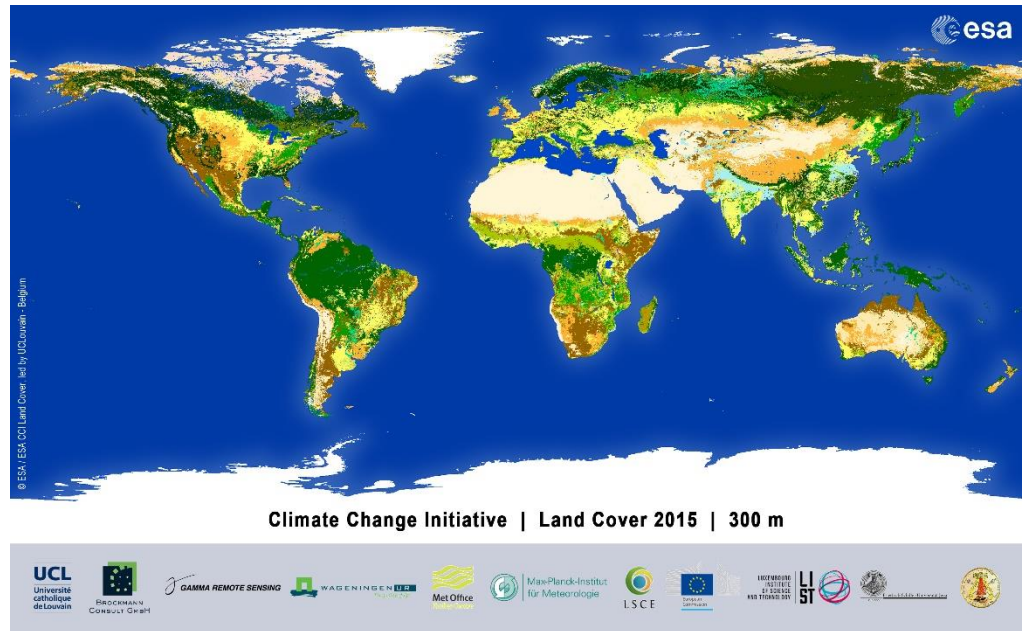 esa
© ESA / ESA CCI Land Cover, led by UCLouvain - Belgium
Climate Change Initiative | Land Cover 2015 | 300 m
UCL
Université
catholique
de Louvain
BROCKMANN
CONSULT GMBH
GAMMA REMOTE SENSING
WAGENINGEN UR
Met Office
Max-Planck-Institut
für Meteorologie
LSCE
European
Commission
LUXEMBOURG
INSTITUTE
OF SCIENCE
AND TECHNOLOGY
LI
ST